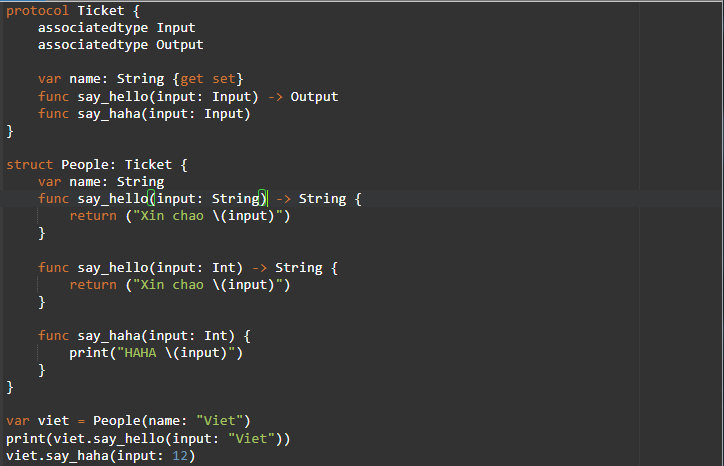 protocol Ticket {
    associatedtype Input
    associatedtype Output

    var name: String {get set}
    func say_hello(input: Input) -> Output
    func say_haha(input: Input)
}

struct People: Ticket {
    var name: String
    func say_hello(input: String) -> String {
        return ("Xin chao \(input)")
    }

    func say_hello(input: Int) -> String {
        return ("Xin chao \(input)")
    }

    func say_haha(input: Int) {
        print("HAHA \(input)")
    }
}

var viet = People(name: "Viet")
print(viet.say_hello(input: "Viet"))
viet.say_haha(input: 12)